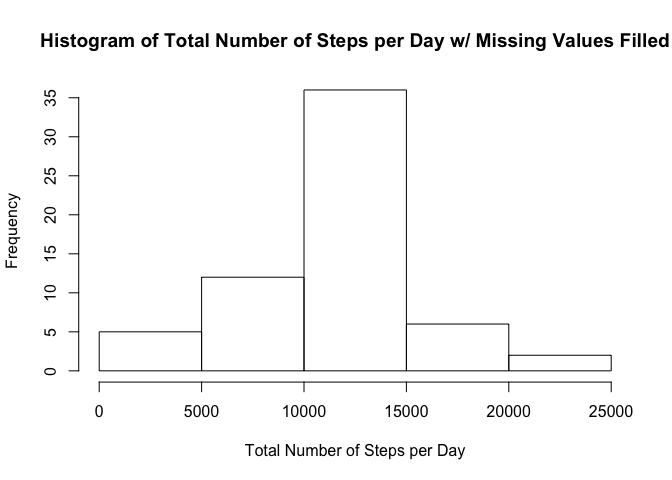 Histogram of Total Number of Steps per Day w/ Missing Values Filled
35
30
25
20
15
10
5
0
Frequency
0 5000 10000 15000 20000 25000
Total Number of Steps per Day